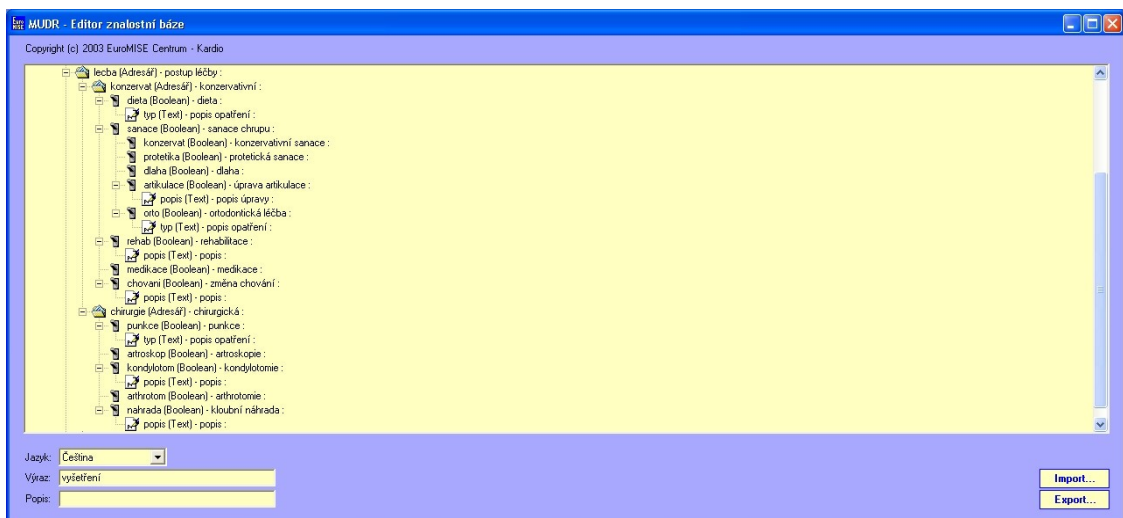 Euro MISE MUDR - Editor znalostní báze
Copyright (c) 2003 EuroMISE Centrum - Kardio
lecba (Adresář) - postup léčby :
konzervat (Adresář) - konzervativní :
dieta (Boolean) - dieta :
typ (Text) - popis opatření :
sanace (Boolean) - sanace chrupu :
konzervat (Boolean) - konzervativní sanace :
protetika (Boolean) - protetická sanace :
dlaha (Boolean) - dlaha :
artikulace (Boolean) - úprava artikulace :
popis (Text) - popis úpravy :
orto (Boolean) - ortodontická léčba :
typ (Text) - popis opatření :
rehab (Boolean) - rehabilitace :
popis (Text) - popis :
medikace (Boolean) - medikace :
chovani (Boolean) - změna chování :
popis (Text) - popis :
chirurgie (Adresář) - chirurgická :
punkce (Boolean) - punkce :
typ (Text) - popis opatření :
artroskop (Boolean) - artroskopie :
kondylotom (Boolean) - kondylotomie :
popis (Text) - popis :
arthrotom (Boolean) - arthrotomie :
nahrada (Boolean) - kloubní náhrada :
popis (Text) - popis :
Jazyk: Čeština
Výraz: vyšetření
Import...
Popis:
Export...